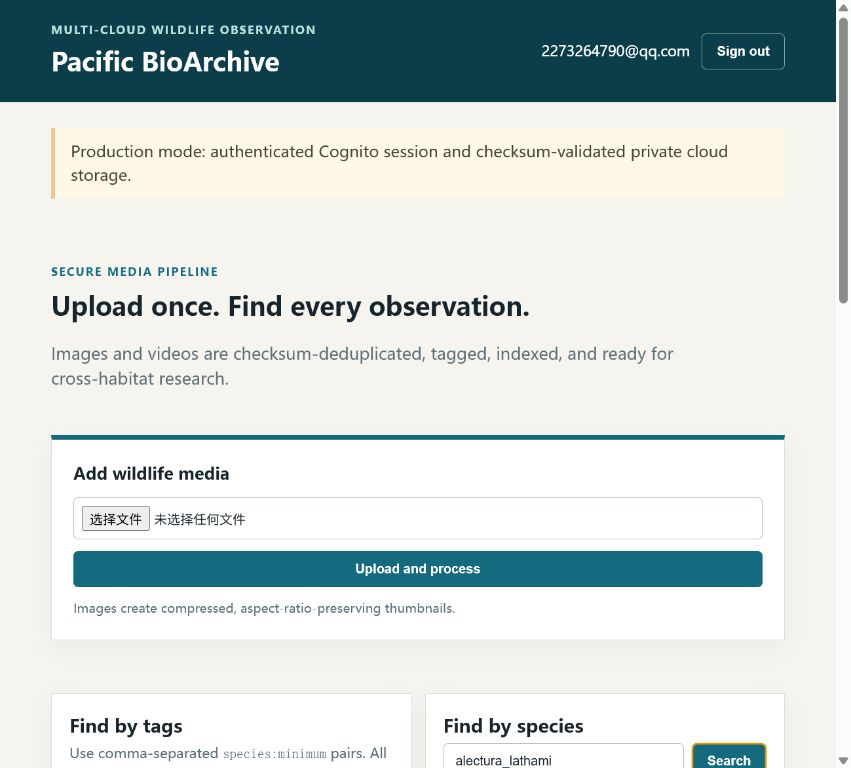 MULTI-CLOUD WILDLIFE OBSERVATION
Pacific BioArchive
2273264790@qq.com
Sign out
Production mode: authenticated Cognito session and checksum-validated private cloud
storage.
SECURE MEDIA PIPELINE
Upload once. Find every observation.
Images and videos are checksum-deduplicated, tagged, indexed, and ready for
cross-habitat research.
Add wildlife media
选择文件 未选择任何文件
Upload and process
Images create compressed, aspect-ratio-preserving thumbnails.
Find by tags
Use comma-separated species:minimum pairs. All
Find by species
alectura_lathami
Search